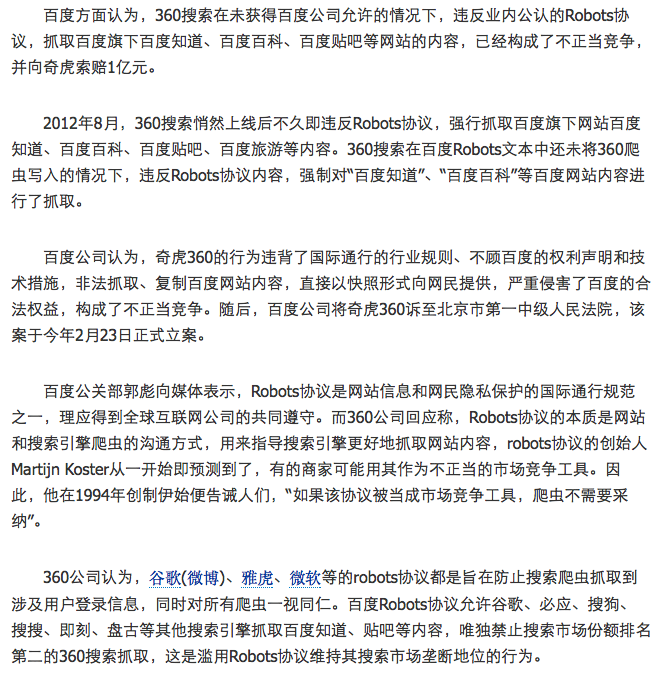 百度方面认为，360搜索在未获得百度公司允许的情况下，违反业内公认的Robots协
议，抓取百度旗下百度知道、百度百科、百度贴吧等网站的内容，已经构成了不正当竞争，
并向奇虎索赔1亿元。
2012年8月，360搜索悄然上线后不久即违反Robots协议，强行抓取百度旗下网站百度
知道、百度百科、百度贴吧、百度旅游等内容。360搜索在百度Robots文本中还未将360爬
虫写入的情况下，违反Robots协议内容，强制对“百度知道”、“百度百科”等百度网站内容进
行了抓取。
百度公司认为，奇虎360的行为违背了国际通行的行业规则、不顾百度的权利声明和技
术措施，非法抓取、复制百度网站内容，直接以快照形式向网民提供，严重侵害了百度的合
法权益，构成了不正当竞争。随后，百度公司将奇虎360诉至北京市第一中级人民法院，该
案于今年2月23日正式立案。
百度公关部郭彪向媒体表示，Robots协议是网站信息和网民隐私保护的国际通行规范
之一，理应得到全球互联网公司的共同遵守。而360公司回应称，Robots协议的本质是网站
和搜索引擎爬虫的沟通方式，用来指导搜索引擎更好地抓取网站内容，robots协议的创始人
Martijn Koster从一开始即预测到了，有的商家可能用其作为不正当的市场竞争工具。因
此，他在1994年创制伊始便告诫人们，“如果该协议被当成市场竞争工具，爬虫不需要采
纳”。
360公司认为，谷歌(微博)、雅虎、微软等的robots协议都是旨在防止搜索爬虫抓取到
涉及用户登录信息，同时对所有爬虫一视同仁。百度Robots协议允许谷歌、必应、搜狗、
搜搜、即刻、盘古等其他搜索引擎抓取百度知道、贴吧等内容，唯独禁止搜索市场份额排名
第二的360搜索抓取，这是滥用Robots协议维持其搜索市场垄断地位的行为。